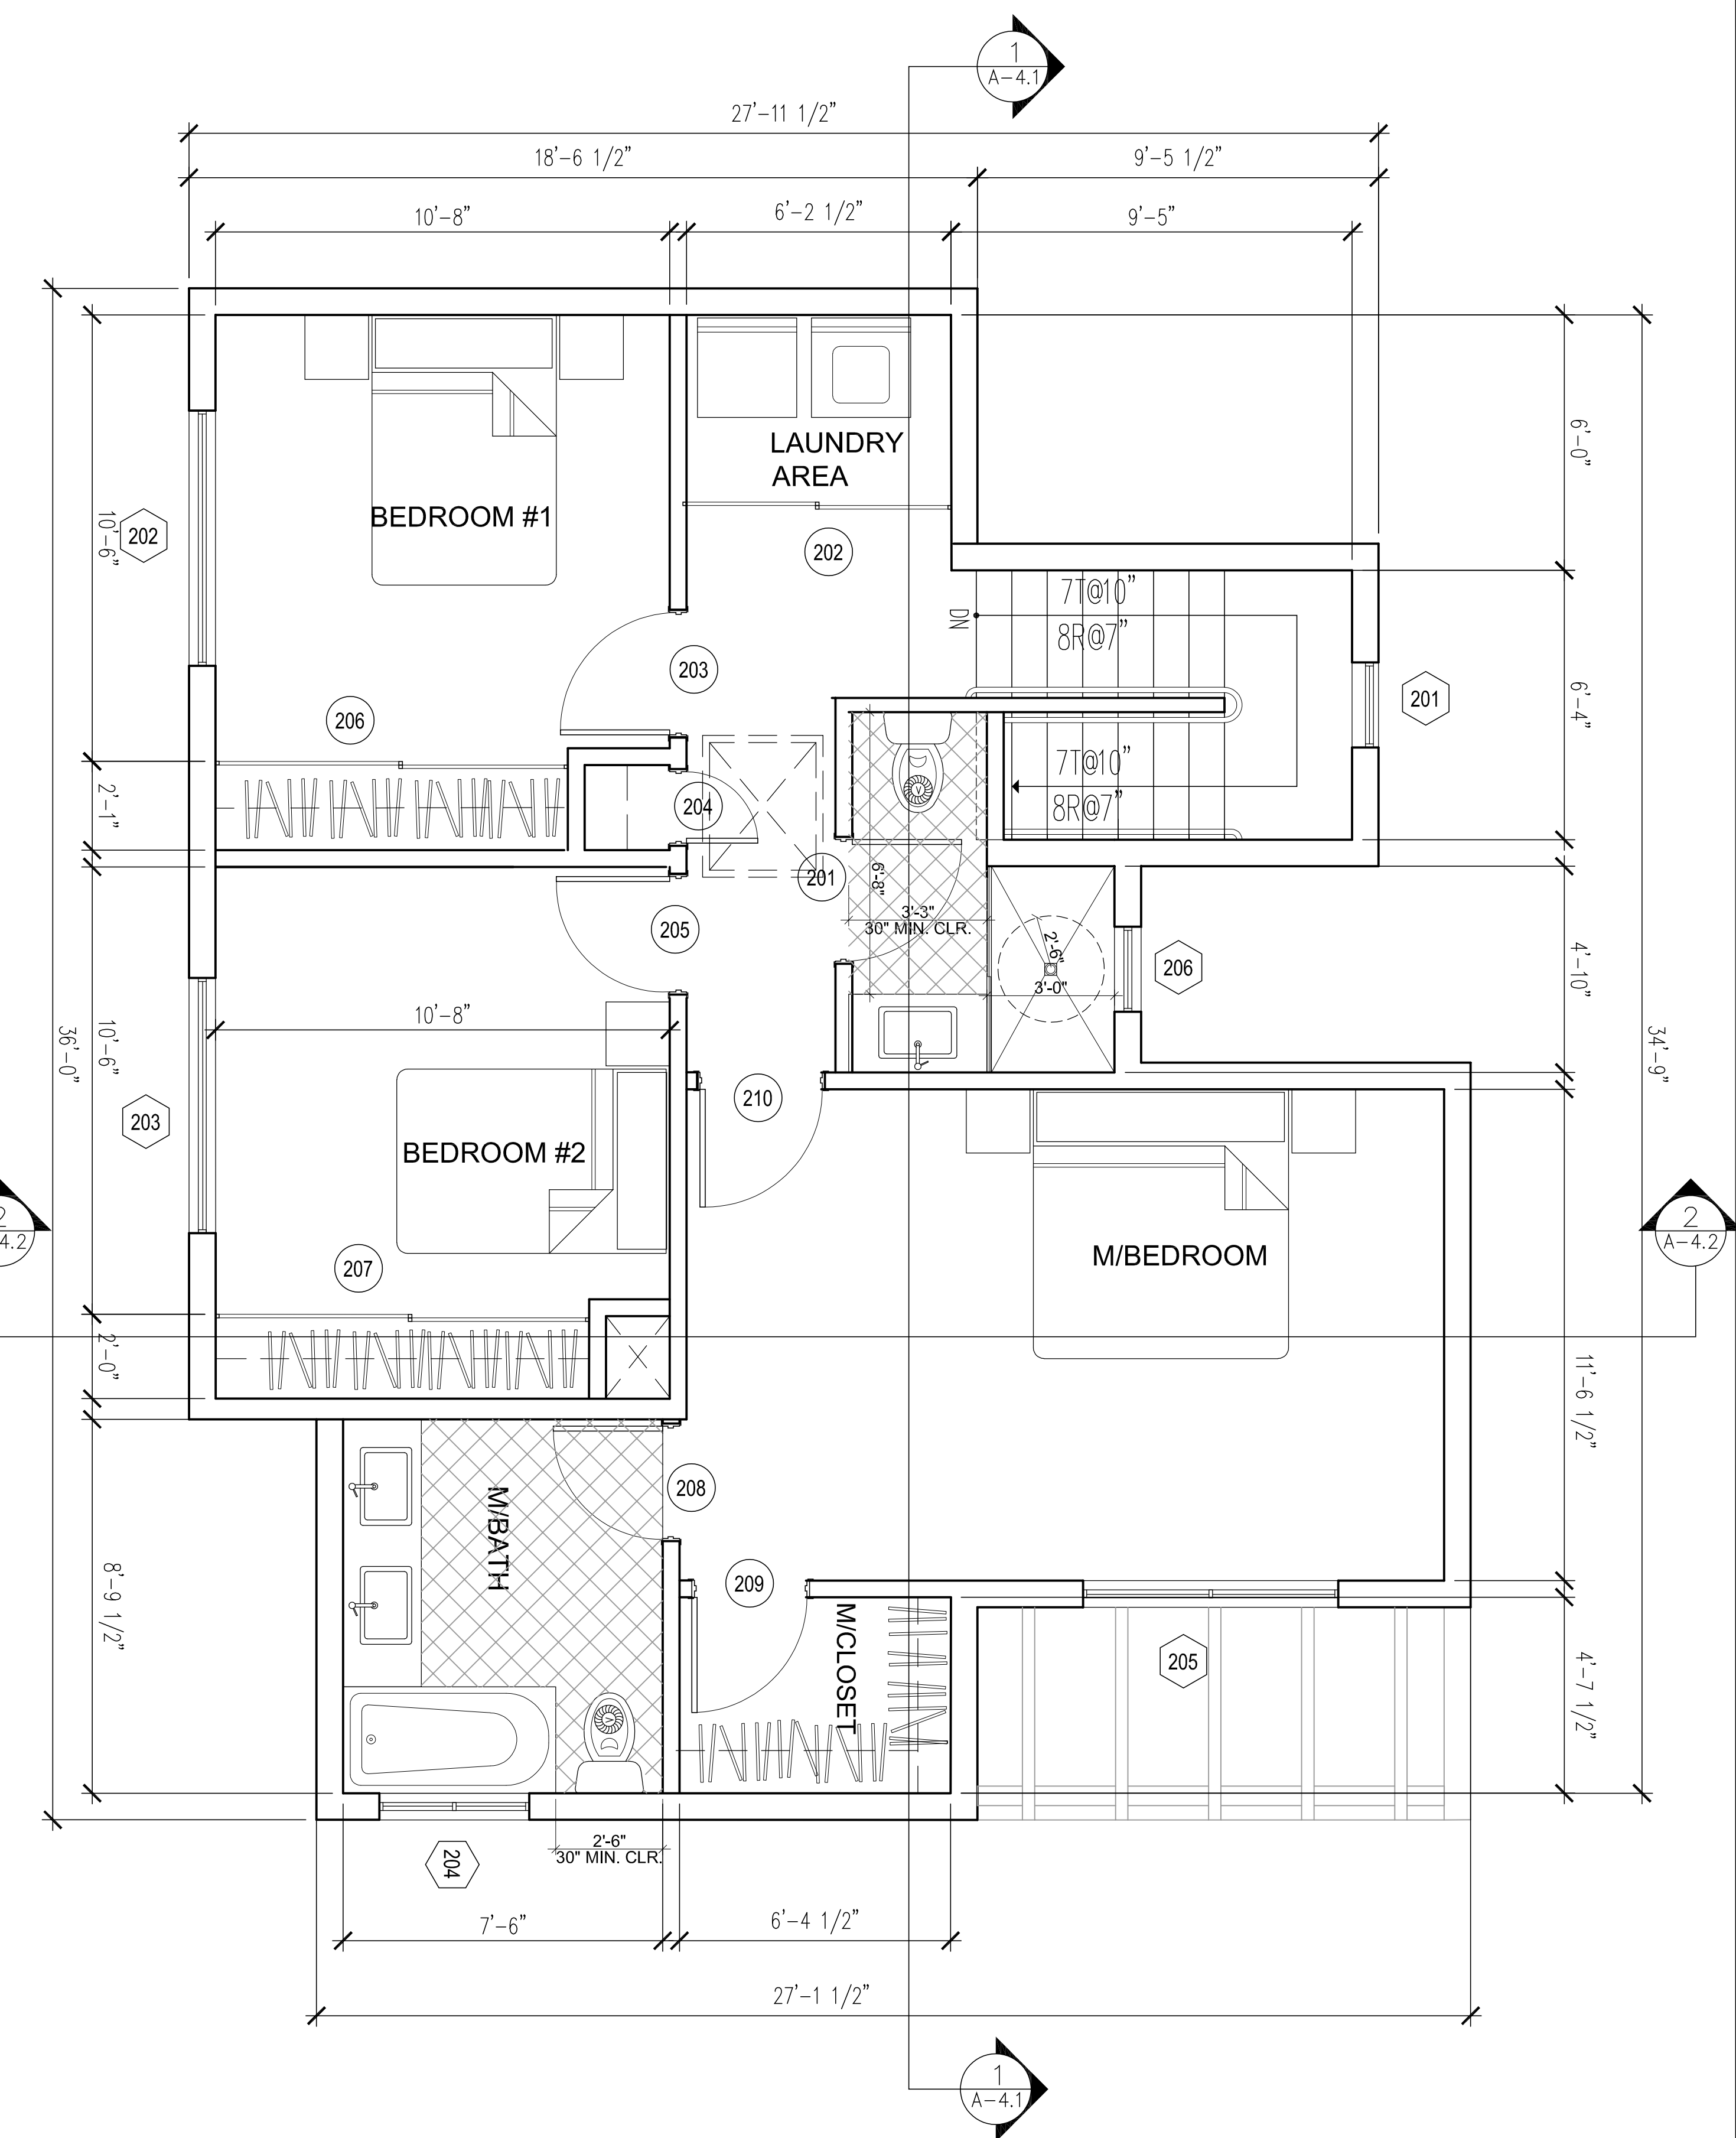 1
A-4.1
27'-11 1/2"
18'-6 1/2"
9'-5 1/2"
10'-8"
6'-2 1/2"
9'-5"
6'-0"
LAUNDRY
AREA
BEDROOM #1
10'-6"
202
202
7T@10"
DN
8R@7"
203
201
6'-4"
206
7T@10"
V
2'-1"
204
8R@7"
201
6'-8"
3'-3"
30" MIN. CLR.
205
2'-6"
206
3'-0"
4'-10"
10'-8"
36'-0"
10'-6"
34'-9"
210
203
BEDROOM #2
2
4.2
M/BEDROOM
2
A-4.2
207
2'-0"
11'-6 1/2"
208
M/BATH
209
8'-9 1/2"
M/CLOSET
205
4'-7 1/2"
V
2'-6"
30" MIN. CLR.
204
7'-6"
6'-4 1/2"
27'-1 1/2"
1
A-4.1